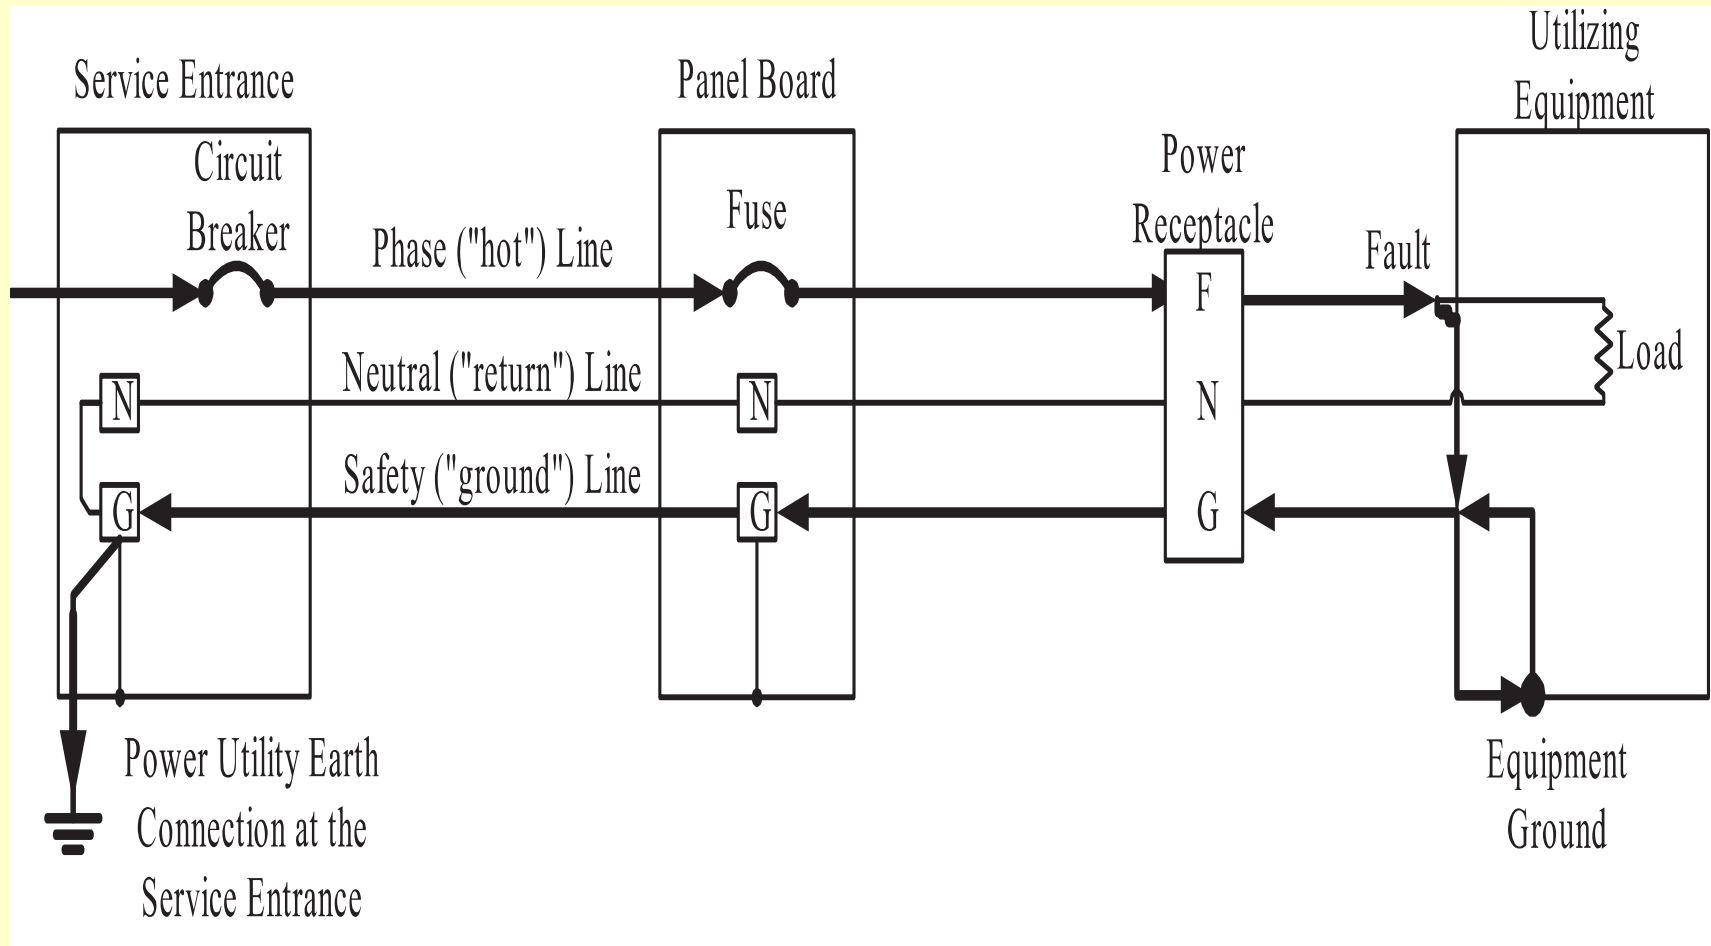 Utilizing
Equipment
Service Entrance
Panel Board
Circuit
Breaker
Fuse
Power
Receptacle
Phase ("hot") Line
Fault
F
Neutral ("return") Line
Load
N
N
N
Safety ("ground") Line
G
G
G
Power Utility Earth
Connection at the
Service Entrance
Equipment
Ground